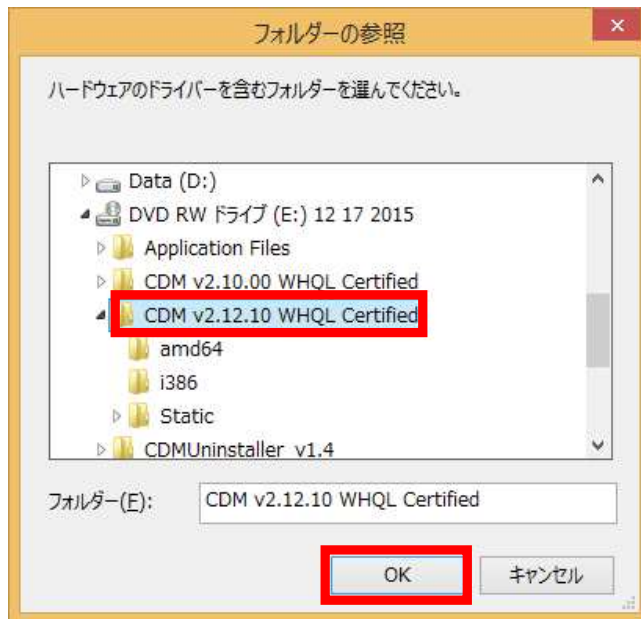 フォルダーの参照
ハードウェアのドライバーを含むフォルダーを選んでください。
Data (D:)
DVD RW ドライブ (E:) 12 17 2015
Application Files
CDM v2.10.00 WHQL Certified
CDM v2.12.10 WHQL Certified
amd64
i386
Static
CDMUninstaller_v1.4
フォルダー(F): CDM v2.12.10 WHQL Certified
OK キャンセル